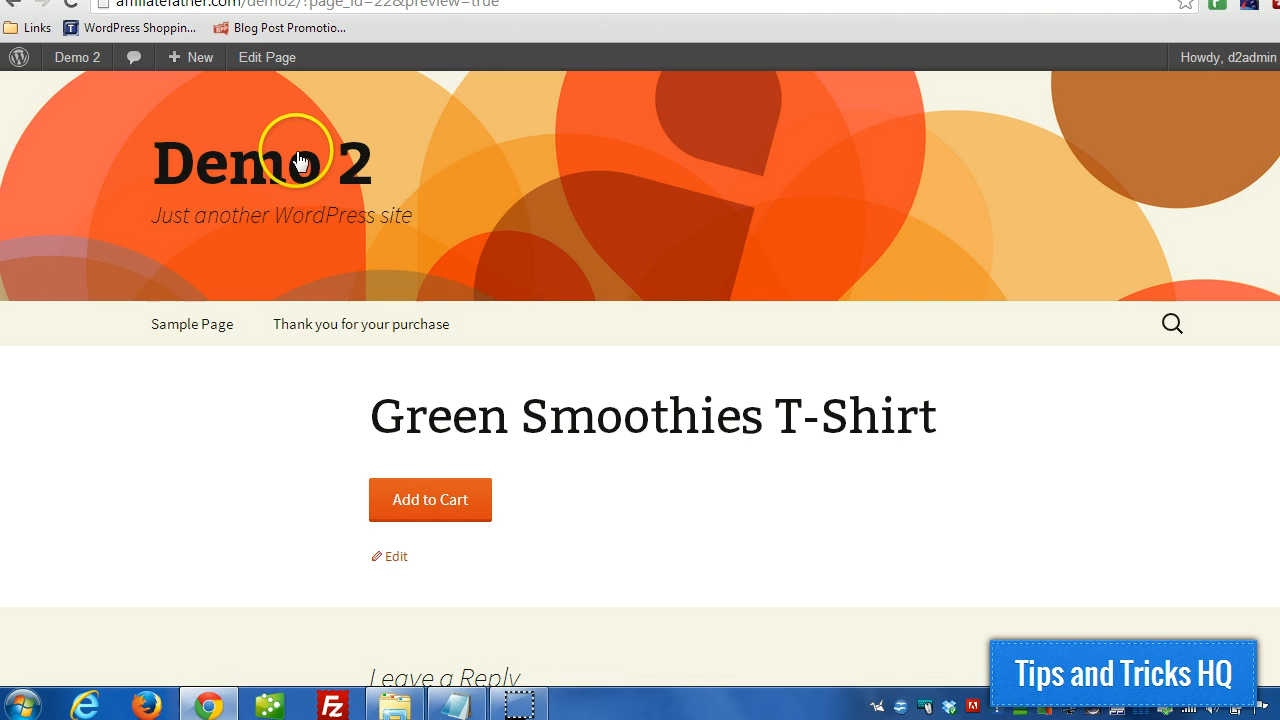 affiliatefather.com/demo2/?page_id=22&preview=true
Links
WordPress Shoppin...
Blog Post Promotio...
Demo 2
New
Edit Page
Howdy, d2admin
Demo 2
Just another WordPress site
Sample Page
Thank you for your purchase
Green Smoothies T-Shirt
Add to Cart
Edit
Leave a Reply
Tips and Tricks HQ